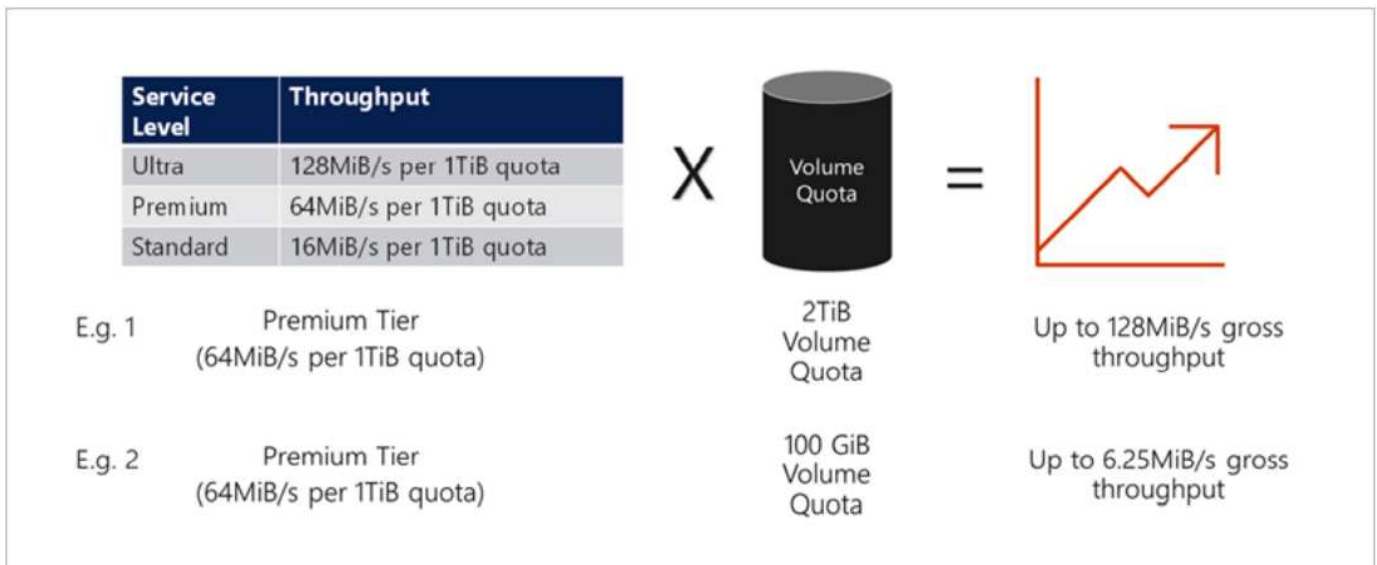 Service Level
Throughput
Ultra 128MiB/s per 1TiB quota
Premium 64MiB/s per 1TiB quota
Standard 16MiB/s per 1TiB quota
X
Volume
Quota
=
E.g. 1
Premium Tier
(64MiB/s per 1TiB quota)
2TiB
Volume
Quota
Up to 128MiB/s gross
throughput
E.g. 2
Premium Tier
(64MiB/s per 1TiB quota)
100 GiB
Volume
Quota
Up to 6.25MiB/s gross
throughput